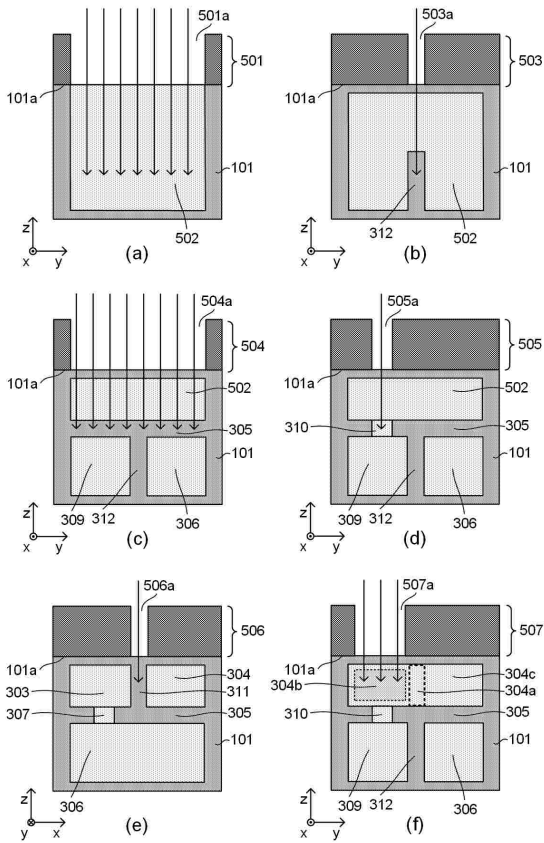 501a
501
101a
101
502
z
x
y
(a)
503a
503
101a
101
312
502
z
x
y
(b)
504a
504
101a
502
305
101
309
312
306
z
x
y
(c)
505a
505
101a
502
310
305
101
309
312
306
z
x
y
(d)
506a
506
101a
304
303
311
307
305
101
306
z
y
x
(e)
507a
507
101a
304c
304b
304a
310
305
101
309
312
306
z
x
y
(f)